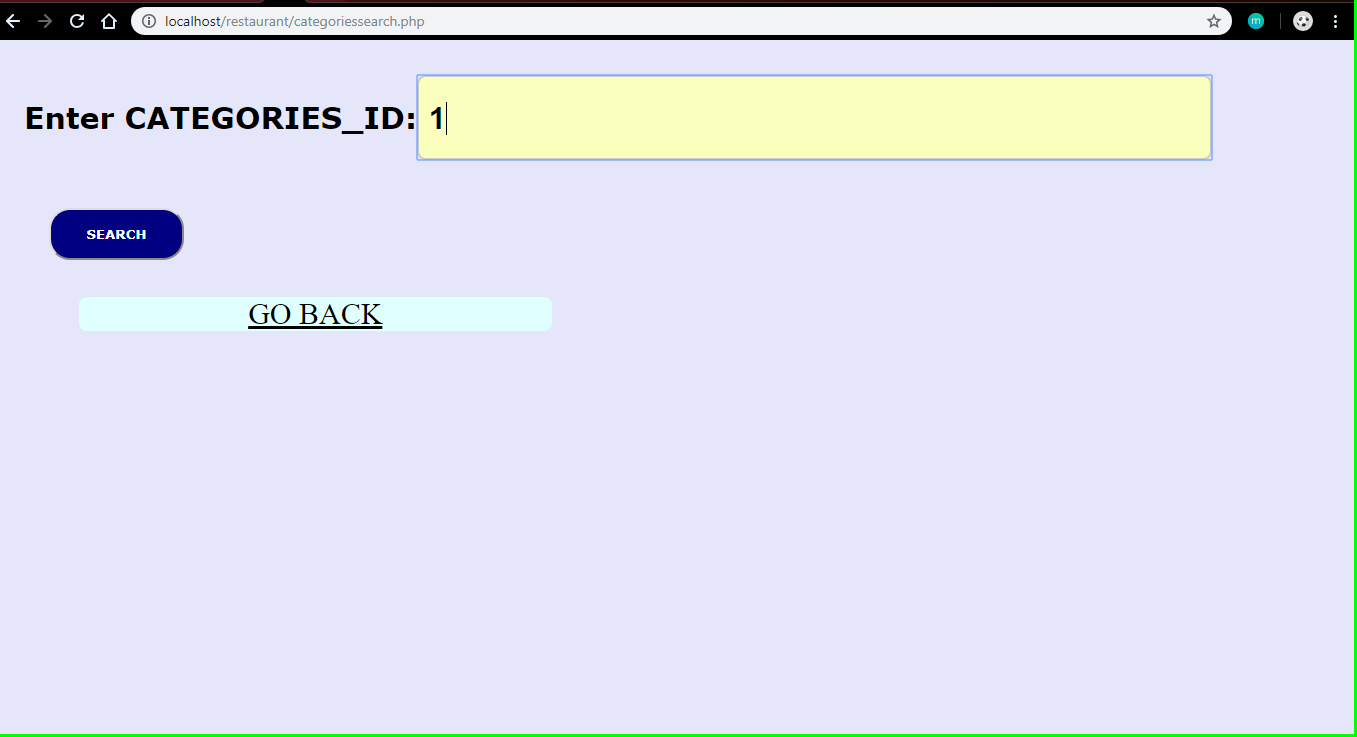 localhost/restaurant/categoriessearch.php
m
Enter CATEGORIES_ID: 1
SEARCH
GO BACK